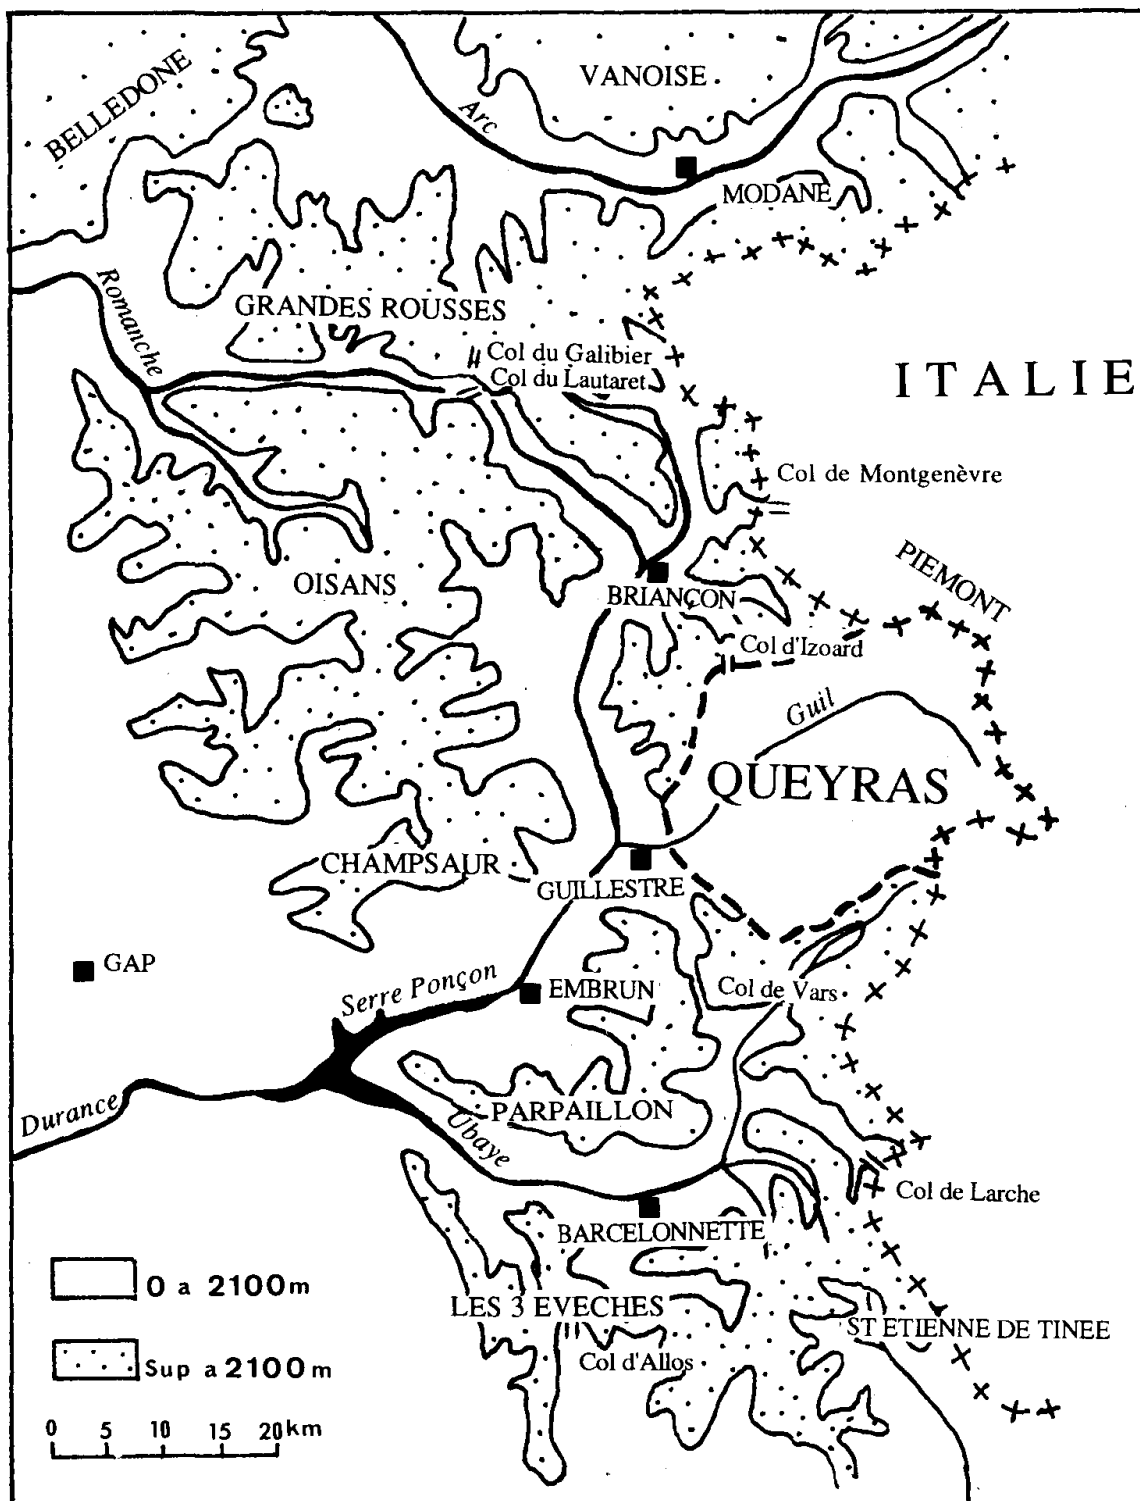 VANOISE
BELLEDONE
Arc
MODANE
Romanche
GRANDES ROUSSES
Col du Galibier
Col du Lautaret
ITALIE
Col de Montgenèvre
PIEMONT
OISANS
BRIANÇON
Col d'Izoard
Guil
QUEYRAS
CHAMPSAUR
GUILLESTRE
GAP
Serre Ponçon
EMBRUN
Col de Vars
Durance
PARPAILLON
Ubaye
Col de Larche
BARCELONNETTE
0 a 2100m
LES 3 EVECHES
ST ETIENNE DE TINEE
Col d'Allos
Sup a 2100m
0 5 10 15 20km